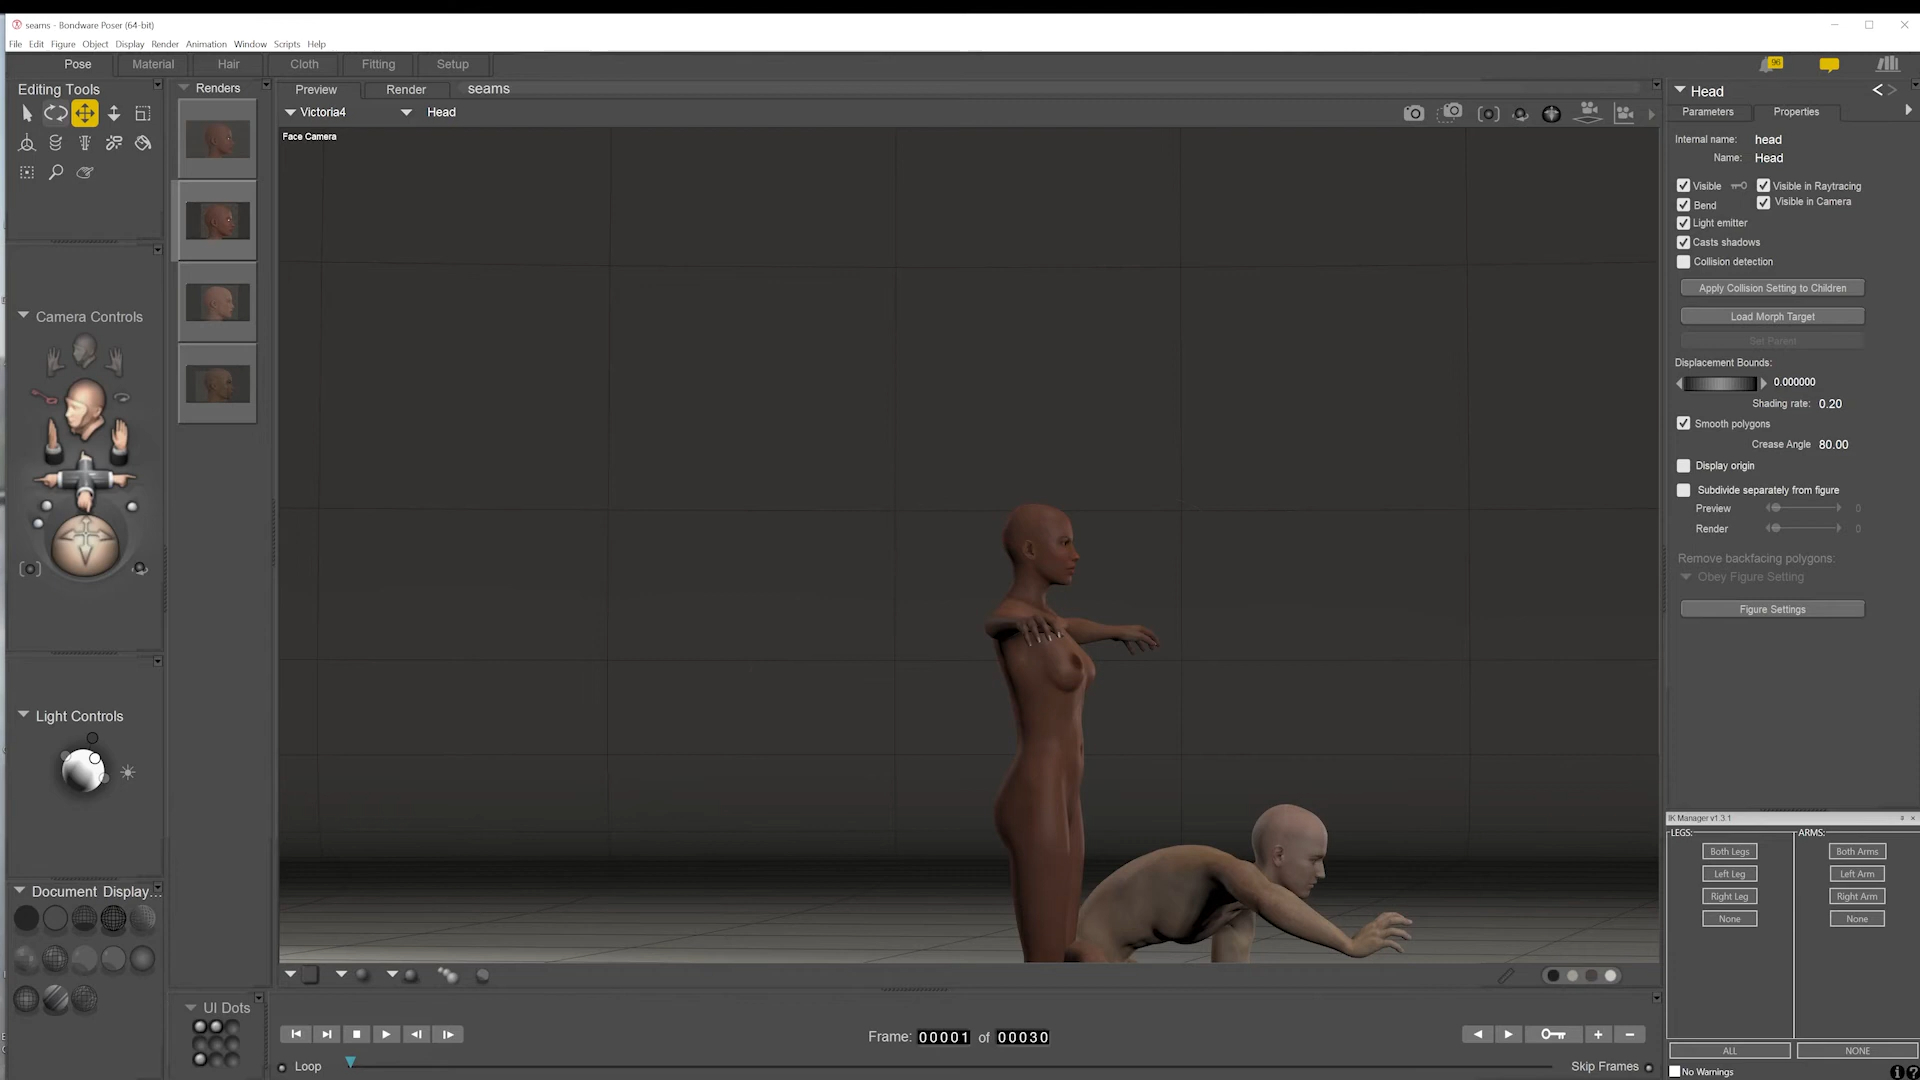 seams - Bondware Poser (64-bit)
File Edit Figure Object Display Render Animation Window Scripts Help
Pose Material Hair Cloth Fitting Setup
96
Editing Tools
Renders
Preview Render seams
Victoria4 Head
Face Camera
Head
Parameters Properties
Internal name: head
Name: Head
Visible Visible in Raytracing
Bend Visible in Camera
Light emitter
Casts shadows
Collision detection
Apply Collision Setting to Children
Load Morph Target
Set Parent
Displacement Bounds:
0.000000
Shading rate: 0.20
Smooth polygons
Crease Angle 80.00
Display origin
Subdivide separately from figure
Preview 0
Render 0
Remove backfacing polygons:
Obey Figure Setting
Figure Settings
Camera Controls
Light Controls
Document Display...
UI Dots
Frame: 00001 of 00030
Loop
Skip Frames
IK Manager v1.3.1
LEGS: ARMS:
Both Legs Both Arms
Left Leg Left Arm
Right Leg Right Arm
None None
ALL NONE
No Warnings